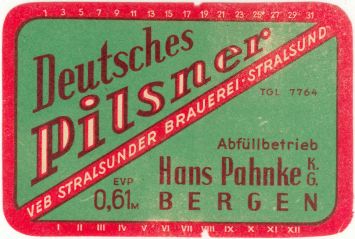 1 3 5 7 9 11 13 15 17 19 21 23 25 27 29 31
Deutsches
Pilsner
VEB STRALSUNDER BRAUEREI · STRALSUND
TGL 7764
Abfüllbetrieb
Hans Pahnke K.G.
BERGEN
EVP
0,61 M
I II III IV V VI VII VIII IX X XI XII